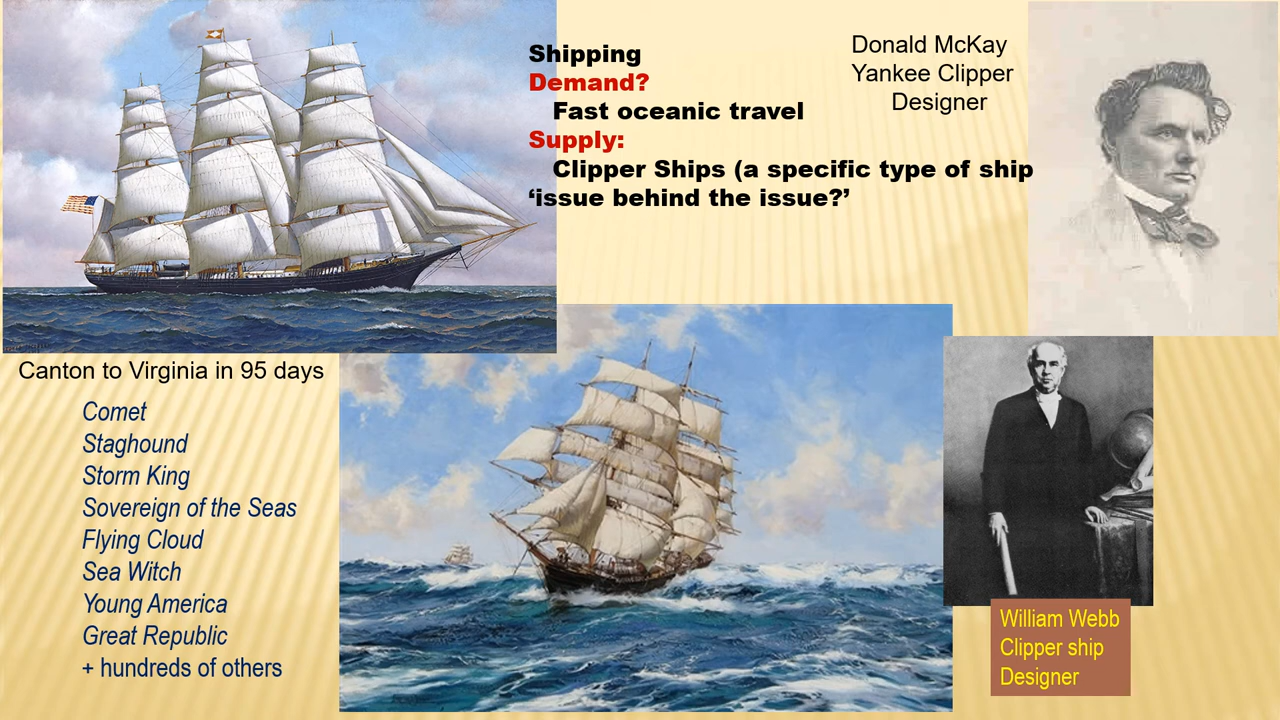 Shipping
Demand?
Fast oceanic travel
Supply:
Clipper Ships (a specific type of ship
‘issue behind the issue?’
Donald McKay
Yankee Clipper
Designer
Canton to Virginia in 95 days
Comet
Staghound
Storm King
Sovereign of the Seas
Flying Cloud
Sea Witch
Young America
Great Republic
+ hundreds of others
William Webb
Clipper ship
Designer